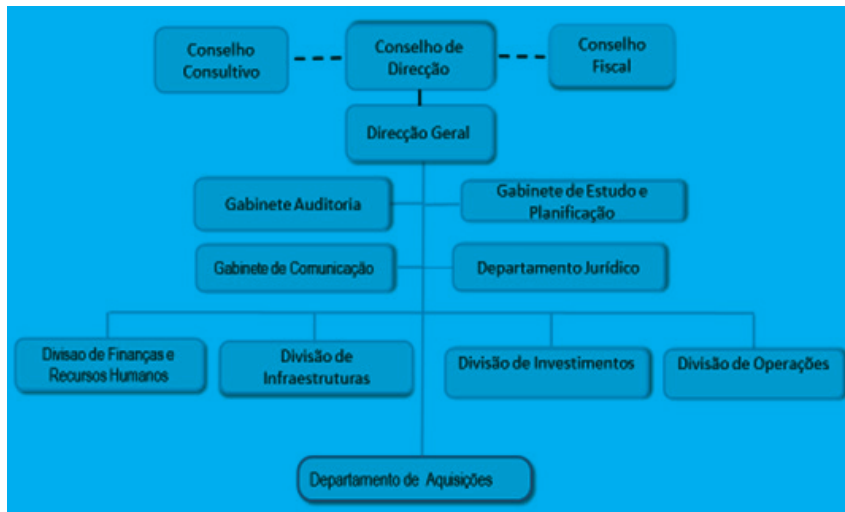 Conselho
Consultivo
Conselho de
Direcção
Conselho
Fiscal
Direcção Geral
Gabinete Auditoria
Gabinete de Estudo e
Planificação
Gabinete de Comunicação
Departamento Jurídico
Divisao de Finanças e
Recursos Humanos
Divisão de
Infraestruturas
Divisão de Investimentos
Divisão de Operações
Departamento de Aquisições